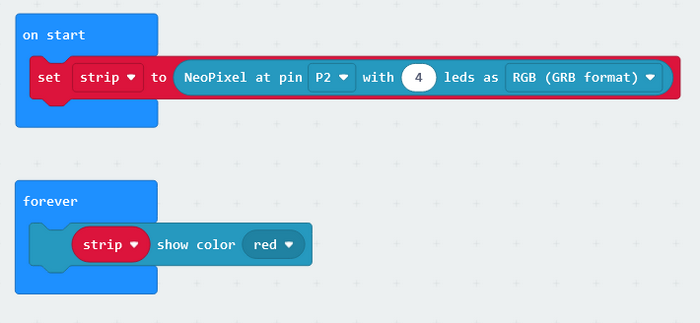 on start
set strip to NeoPixel at pin P2 with 4 leds as RGB (GRB format)
forever
strip show color red